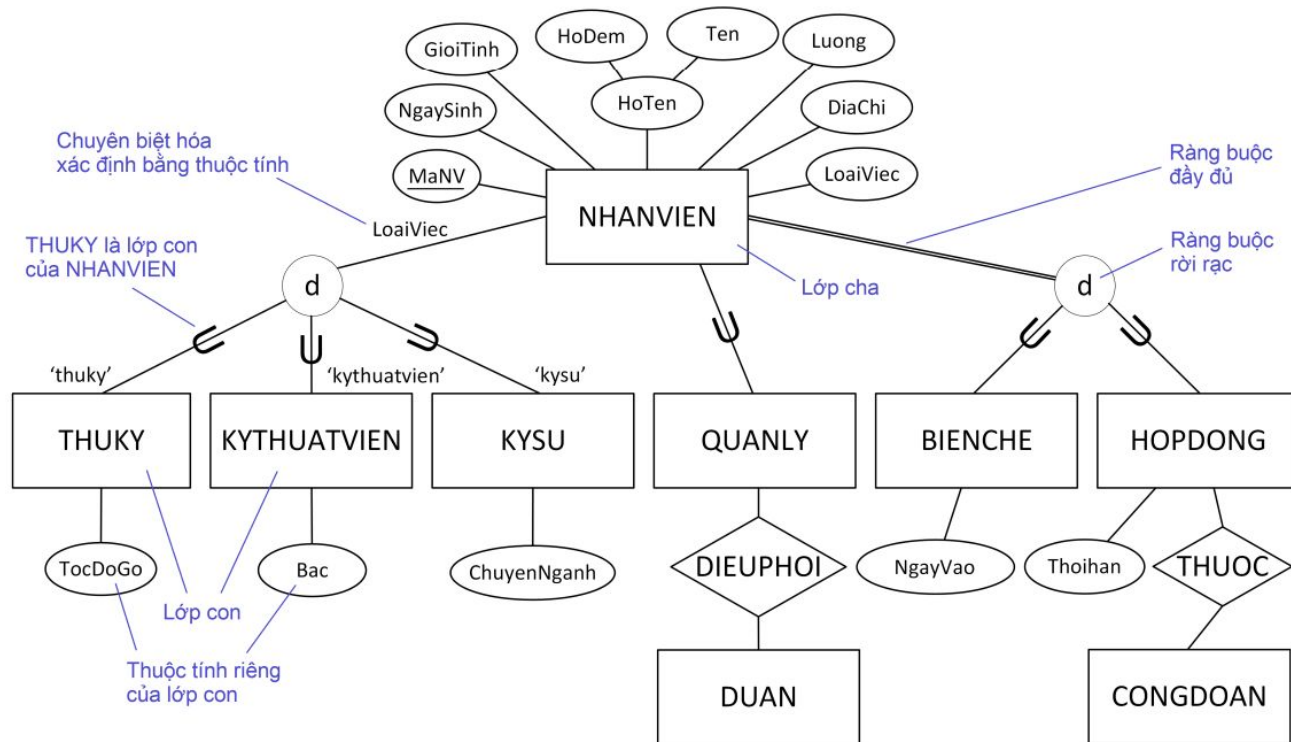 HoDem
Ten
GioiTinh
Luong
HoTen
NgaySinh
DiaChi
Chuyên biệt hóa
xác định bằng thuộc tính
MaNV
LoaiViec
Ràng buộc
đầy đủ
NHANVIEN
LoaiViec
THUKY là lớp con
của NHANVIEN
Ràng buộc
rời rạc
Lớp cha
d
d
‘thuky’
‘kythuatvien’
‘kysu’
THUKY
KYTHUATVIEN
KYSU
QUANLY
BIENCHE
HOPDONG
TocDoGo
Bac
ChuyenNganh
DIEUPHOI
NgayVao
Thoihan
THUOC
Lớp con
Thuộc tính riêng
của lớp con
DUAN
CONGDOAN